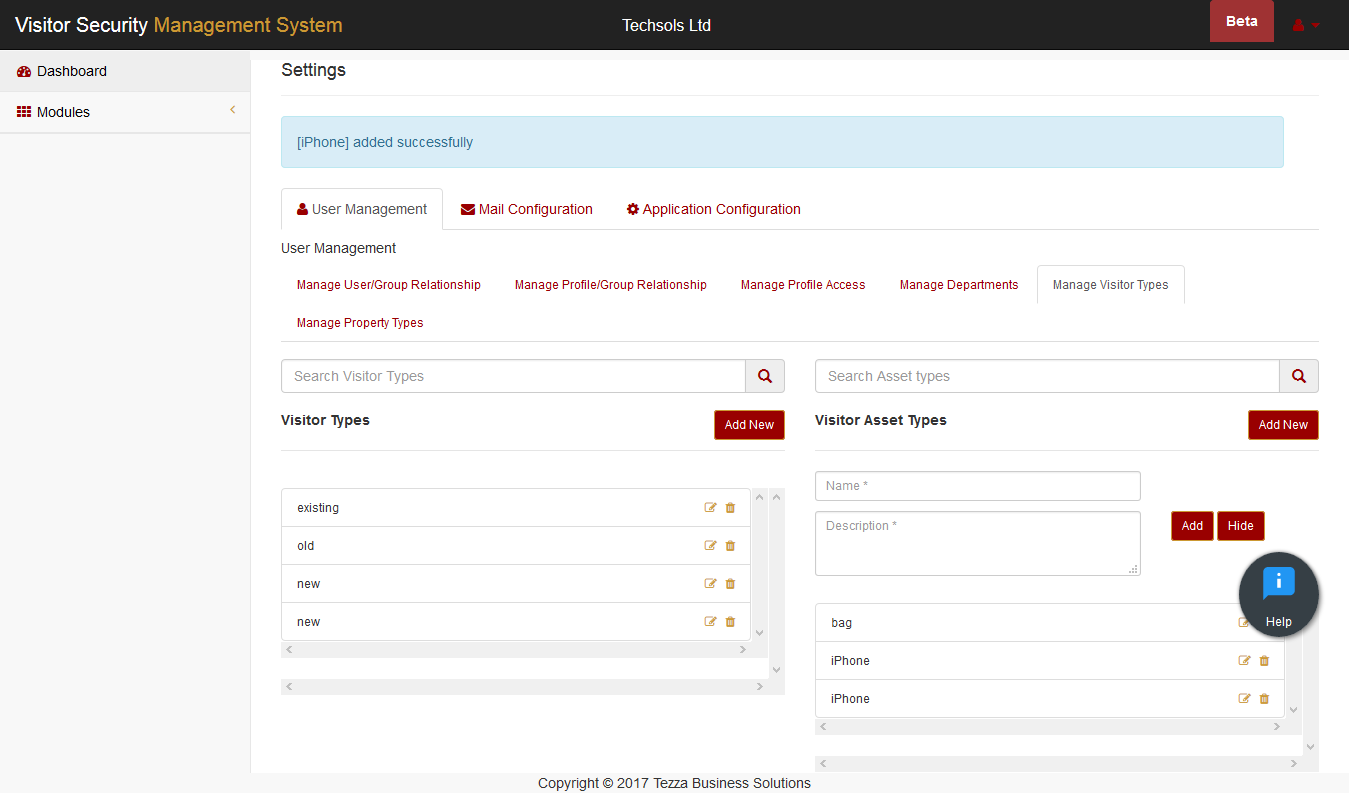 Visitor Security Management System
Techsols Ltd
Beta
Dashboard
Modules
Settings
[iPhone] added successfully
User Management
Mail Configuration
Application Configuration
User Management
Manage User/Group Relationship
Manage Profile/Group Relationship
Manage Profile Access
Manage Departments
Manage Visitor Types
Manage Property Types
Search Visitor Types
Visitor Types
Add New
existing
old
new
new
Search Asset types
Visitor Asset Types
Add New
Name *
Description *
Add
Hide
bag
iPhone
iPhone
Help
Copyright © 2017 Tezza Business Solutions